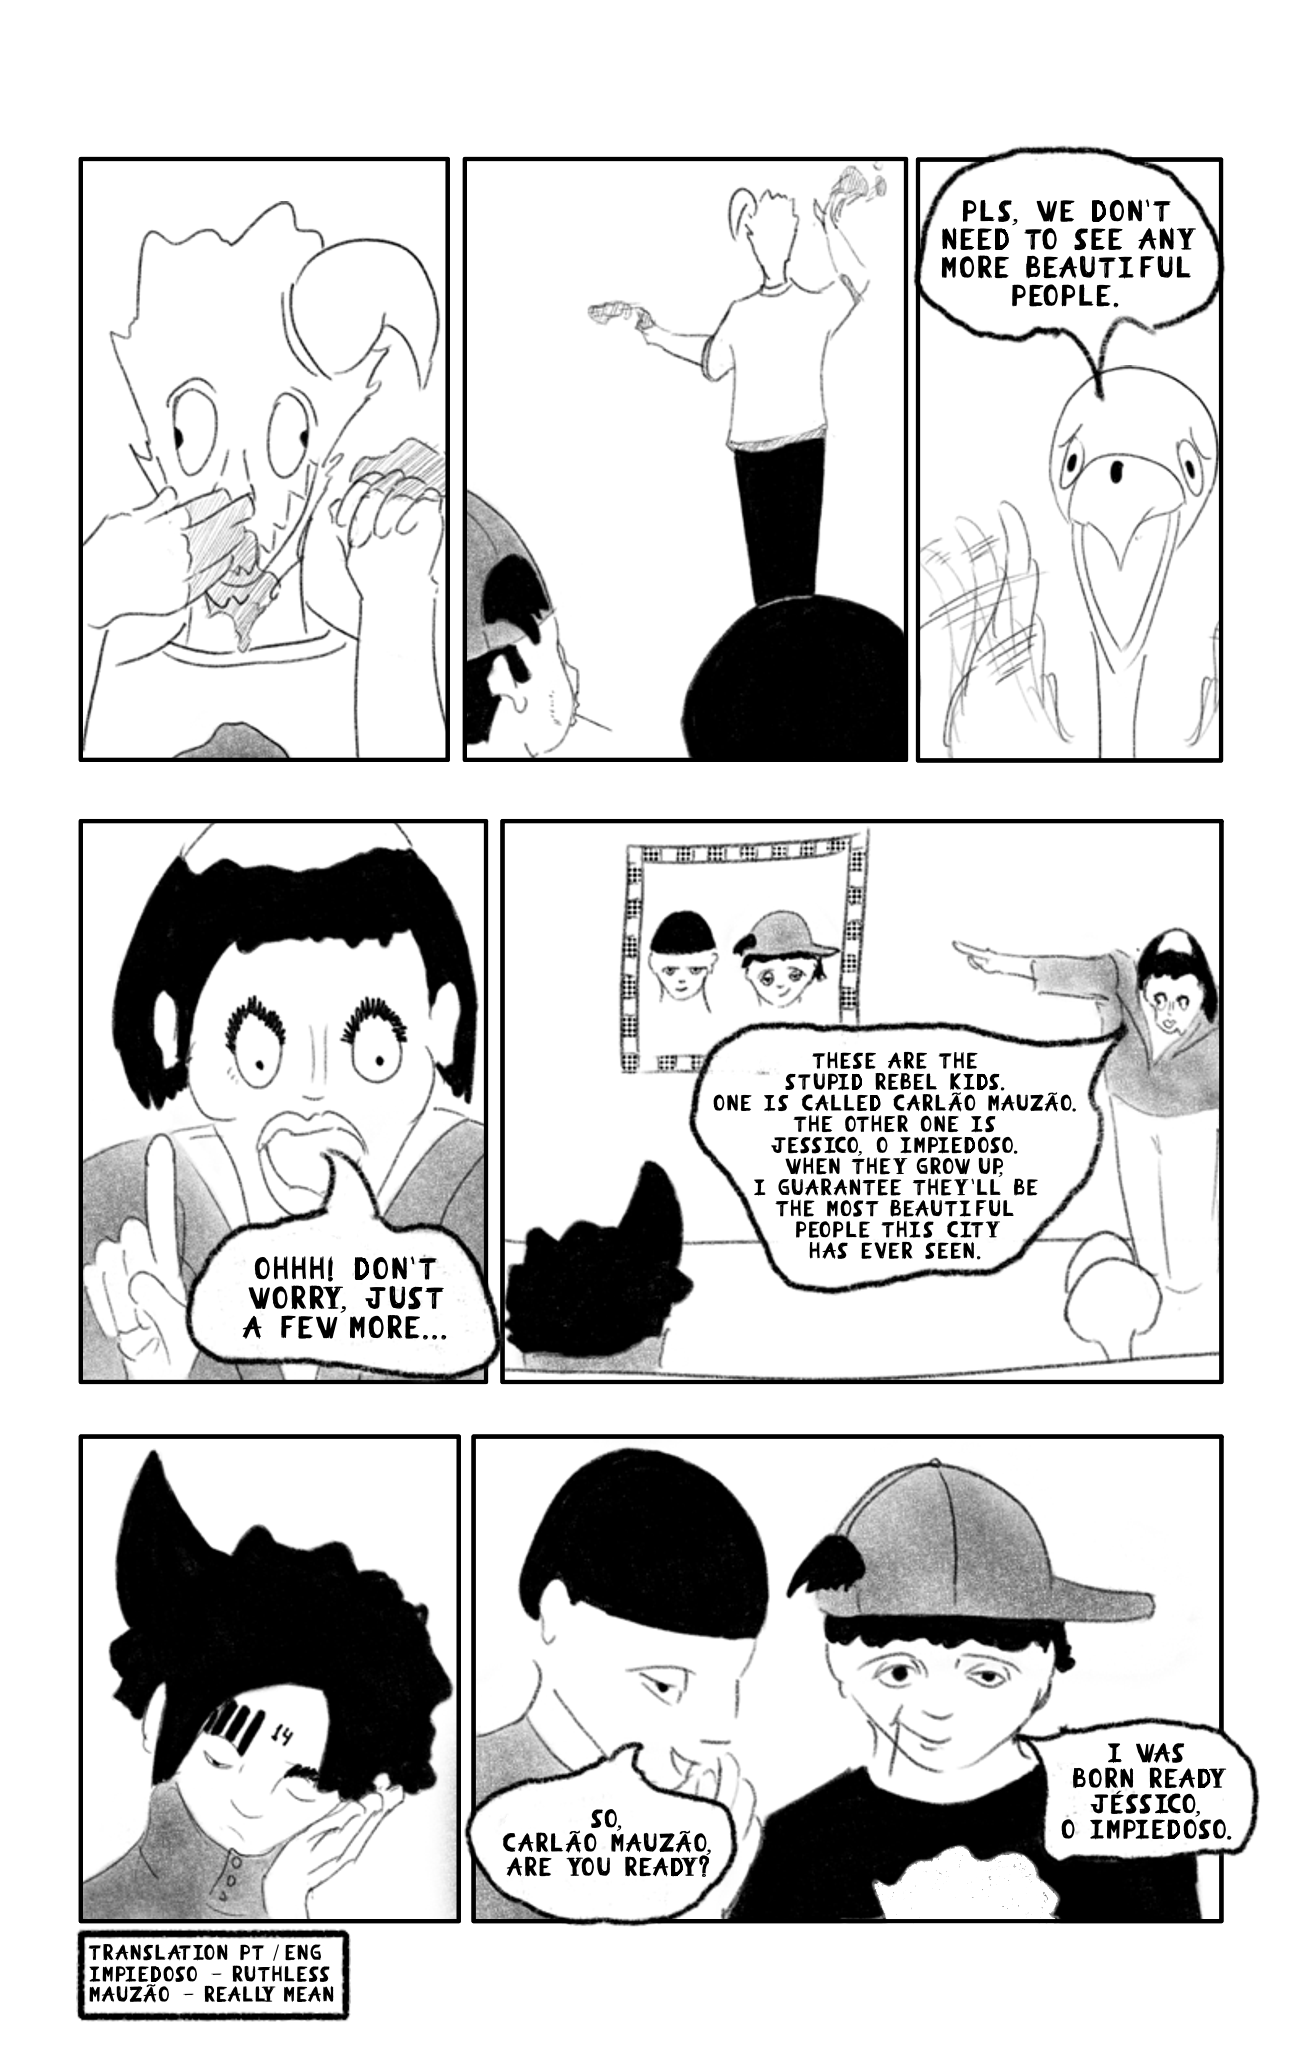 PLS, WE DON'T
NEED TO SEE ANY
MORE BEAUTIFUL
PEOPLE.
OHHH! DON'T
WORRY, JUST
A FEW MORE...
THESE ARE THE
STUPID REBEL KIDS.
ONE IS CALLED CARLÃO MAUZÃO.
THE OTHER ONE IS
JESSICO, O IMPIEDOSO.
WHEN THEY GROW UP,
I GUARANTEE THEY'LL BE
THE MOST BEAUTIFUL
PEOPLE THIS CITY
HAS EVER SEEN.
14
SO,
CARLÃO MAUZÃO,
ARE YOU READY?
I WAS
BORN READY
JÉSSICO,
O IMPIEDOSO.
TRANSLATION PT / ENG
IMPIEDOSO - RUTHLESS
MAUZÃO - REALLY MEAN